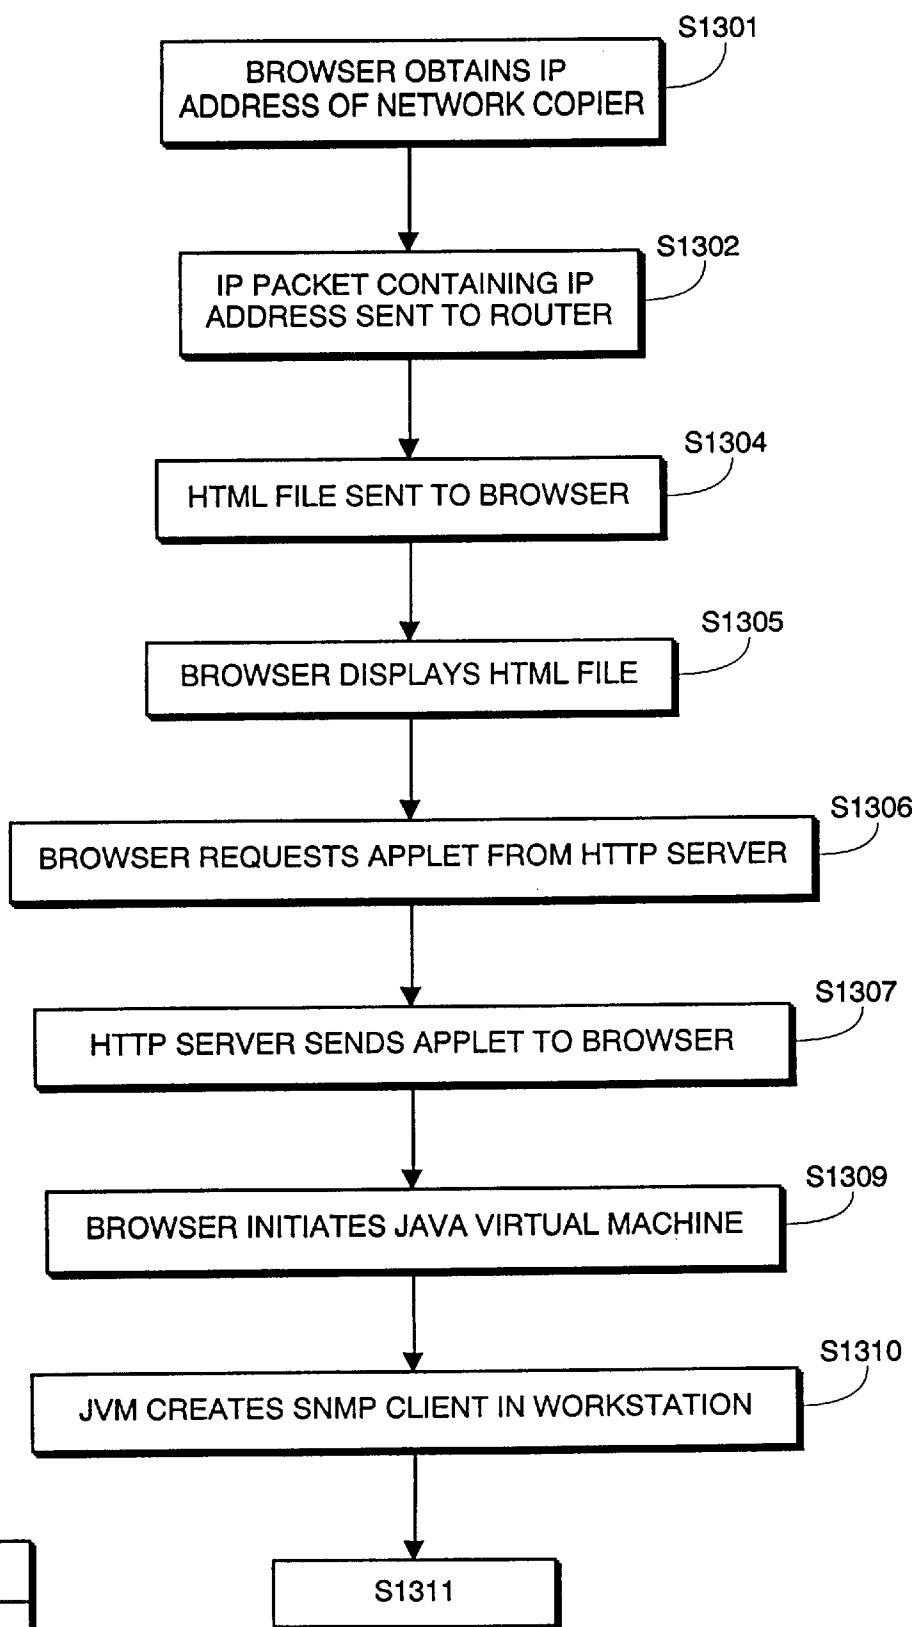 S1301
BROWSER OBTAINS IP
ADDRESS OF NETWORK COPIER
S1302
IP PACKET CONTAINING IP
ADDRESS SENT TO ROUTER
S1304
HTML FILE SENT TO BROWSER
S1305
BROWSER DISPLAYS HTML FILE
S1306
BROWSER REQUESTS APPLET FROM HTTP SERVER
S1307
HTTP SERVER SENDS APPLET TO BROWSER
S1309
BROWSER INITIATES JAVA VIRTUAL MACHINE
S1310
JVM CREATES SNMP CLIENT IN WORKSTATION
S1311